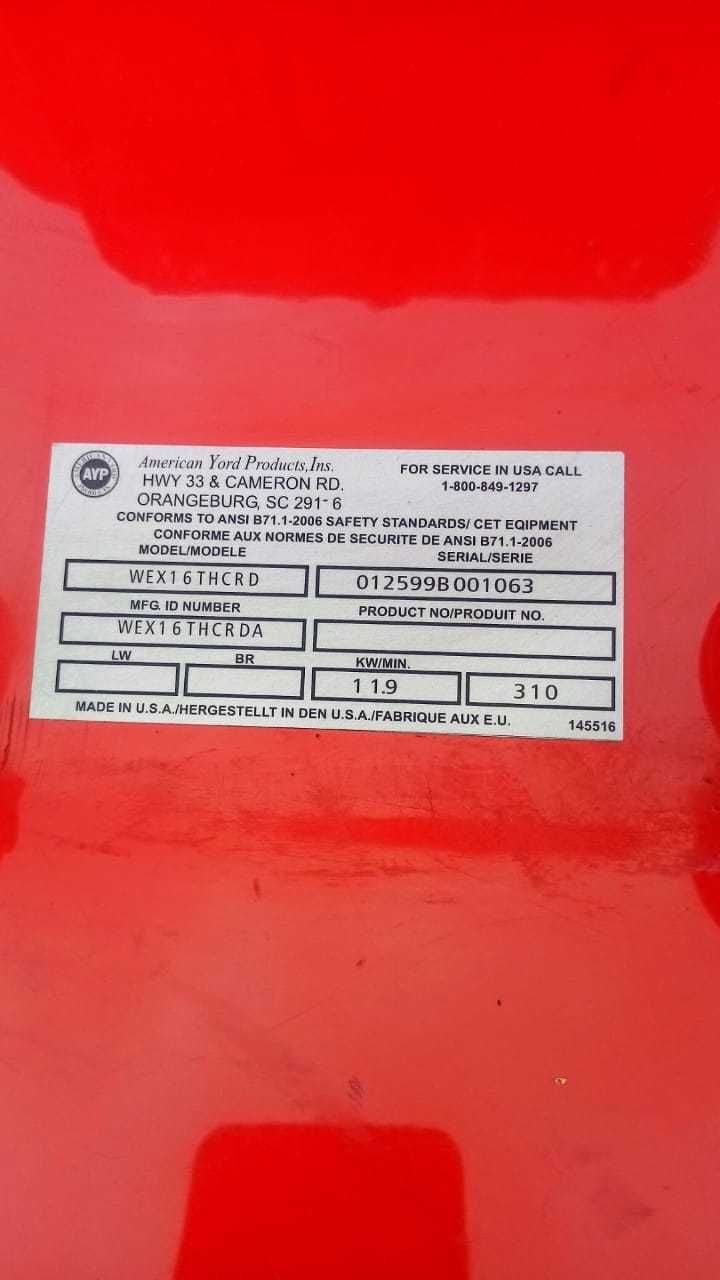 AMERICAN YARD PRODUCTS
AYP
American Yord Products,Ins.
HWY 33 & CAMERON RD.
ORANGEBURG, SC 291- 6
FOR SERVICE IN USA CALL
1-800-849-1297
CONFORMS TO ANSI B71.1-2006 SAFETY STANDARDS/ CET EQIPMENT
CONFORME AUX NORMES DE SECURITE DE ANSI B71.1-2006
MODEL/MODELE SERIAL/SERIE
WEX16THCRD 012599B001063
MFG. ID NUMBER PRODUCT NO/PRODUIT NO.
WEX16THCRDA
LW BR KW/MIN.
11.9 310
MADE IN U.S.A./HERGESTELLT IN DEN U.S.A./FABRIQUE AUX E.U. 145516